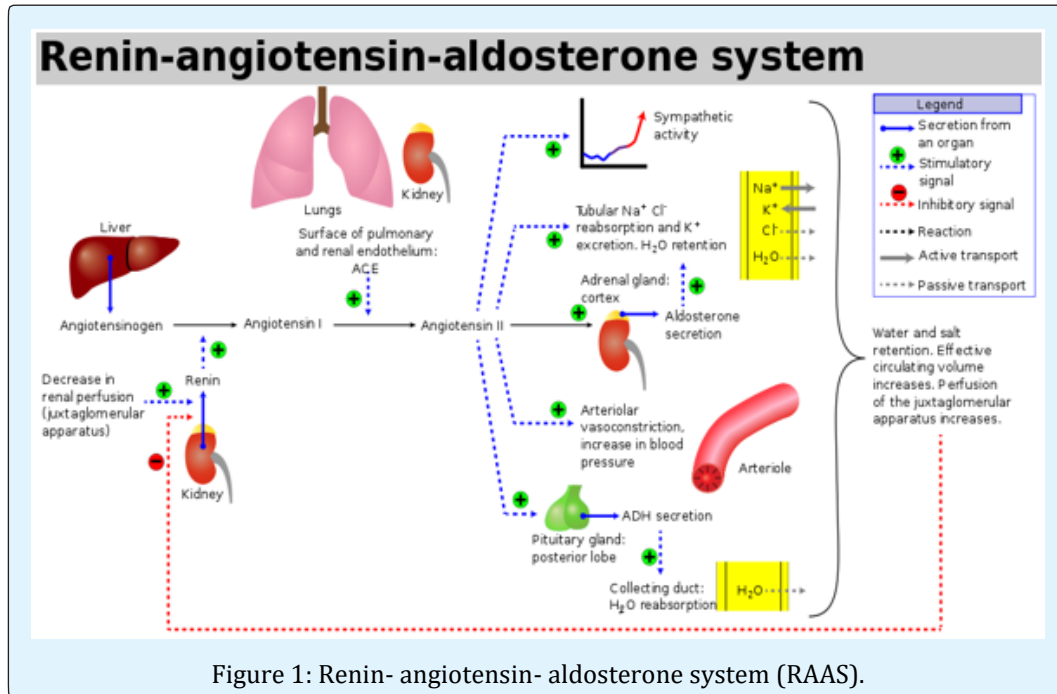 Renin-angiotensin-aldosterone system
Lungs
Kidney
Surface of pulmonary
and renal endothelium:
ACE
Liver
Angiotensinogen
Angiotensin I
Angiotensin II
Decrease in
renal perfusion
(juxtaglomerular
apparatus)
Renin
Kidney
Sympathetic
activity
Tubular Na⁺ Cl⁻
reabsorption and K⁺
excretion. H₂O retention
Adrenal gland:
cortex
Aldosterone
secretion
Arteriolar
vasoconstriction,
increase in blood
pressure
Arteriole
Pituitary gland:
posterior lobe
ADH secretion
Collecting duct:
H₂O reabsorption
H₂O
Na⁺
K⁺
Cl⁻
H₂O
Legend
Secretion from
an organ
Stimulatory
signal
Inhibitory signal
Reaction
Active transport
Passive transport
Water and salt
retention. Effective
circulating volume
increases. Perfusion
of the juxtaglomerular
apparatus increases.
Figure 1: Renin- angiotensin- aldosterone system (RAAS).